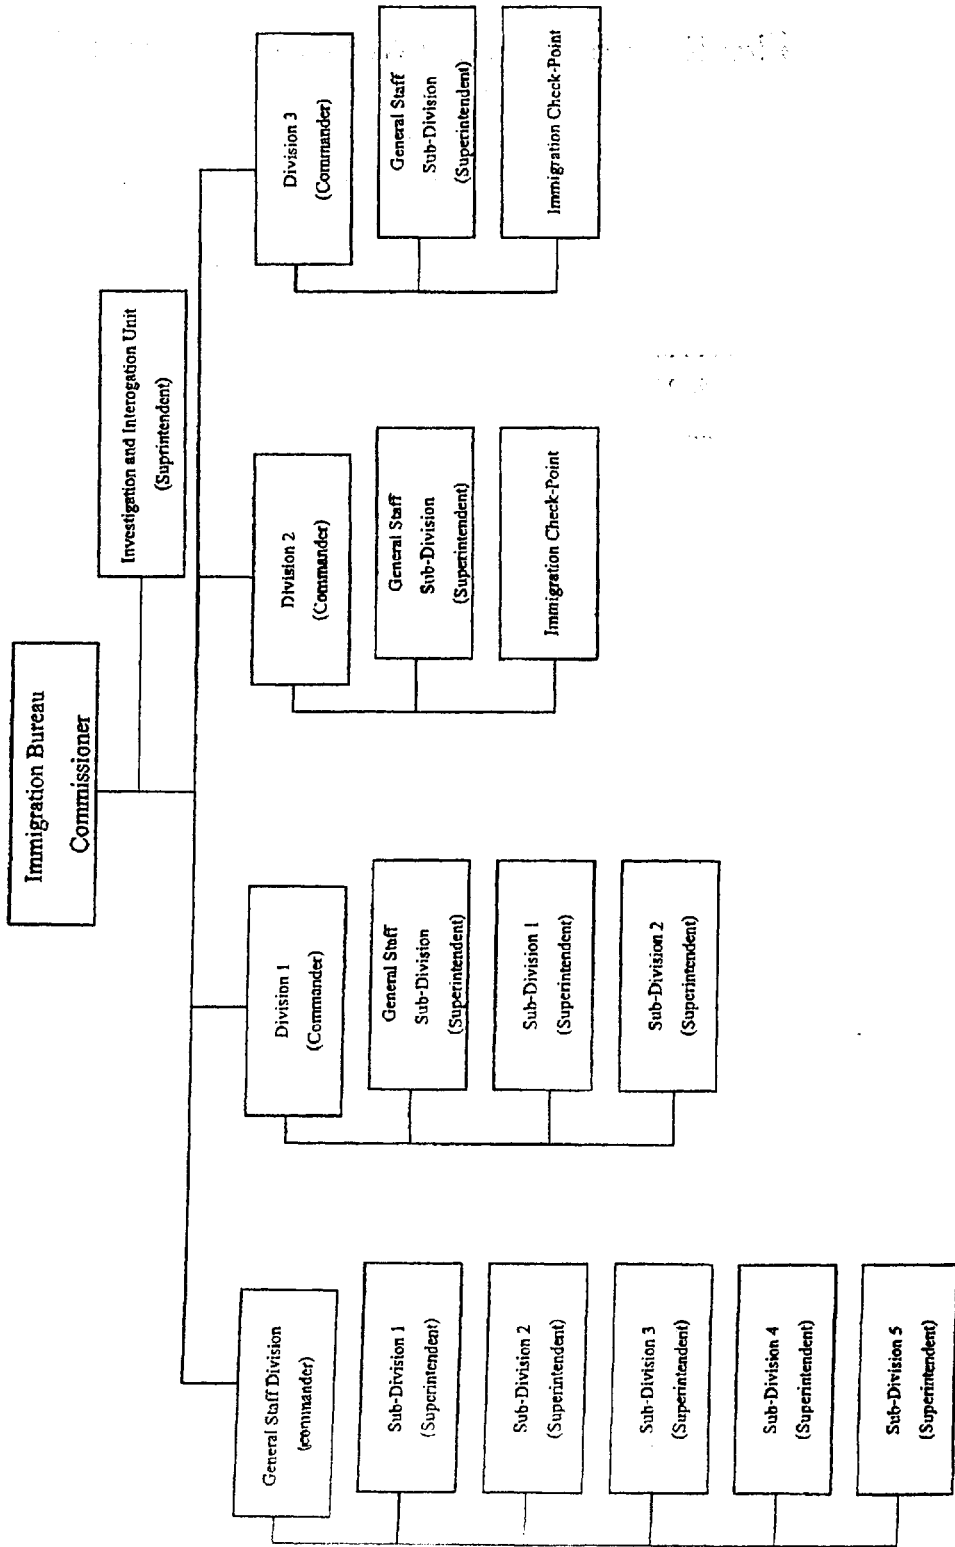 Immigration Bureau
Commissioner
Investigation and Interogation Unit
(Suprintendent)
General Staff Division
(commander)
Sub-Division 1
(Superintendent)
Sub-Division 2
(Superintendent)
Sub-Division 3
(Superintendent)
Sub-Division 4
(Superintendent)
Sub-Division 5
(Superintendent)
Division 1
(Commander)
General Staff
Sub-Division
(Superintendent)
Sub-Division 1
(Superintendent)
Sub-Division 2
(Superintendent)
Division 2
(Commander)
General Staff
Sub-Division
(Superintendent)
Immigration Check-Point
Division 3
(Commander)
General Staff
Sub-Division
(Superintendent)
Immigration Check-Point